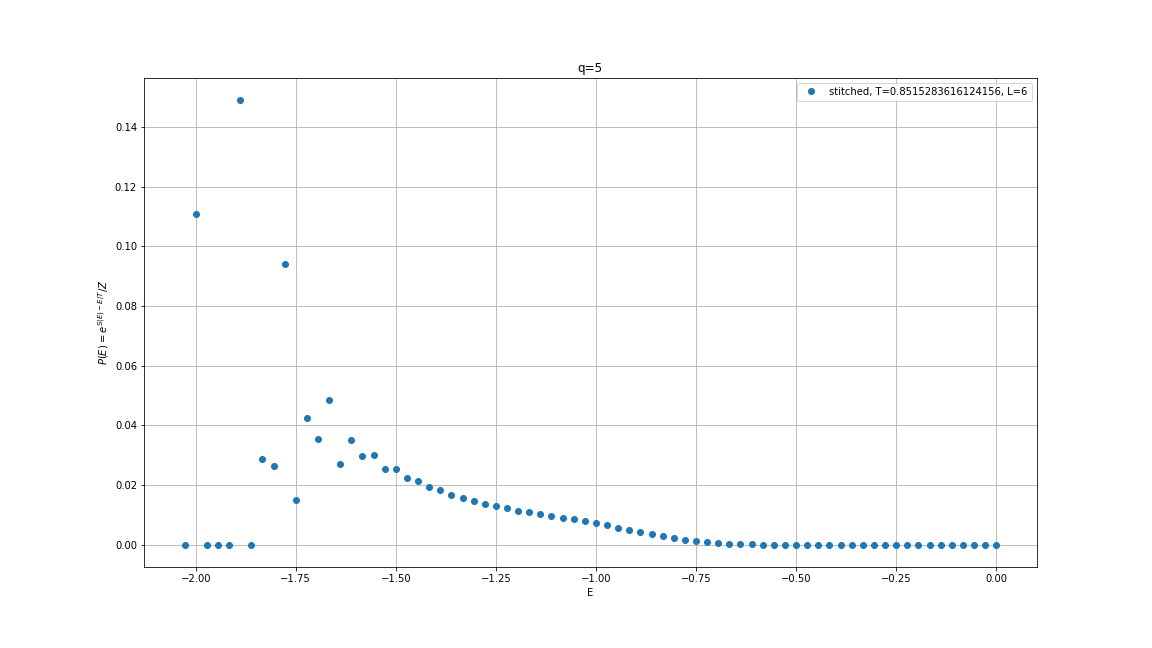 q=5
stitched, T=0.8515283616124156, L=6
P(E) = e^{S(E) − E/T}/Z
0.14
0.12
0.10
0.08
0.06
0.04
0.02
0.00
−2.00 −1.75 −1.50 −1.25 −1.00 −0.75 −0.50 −0.25 0.00
E